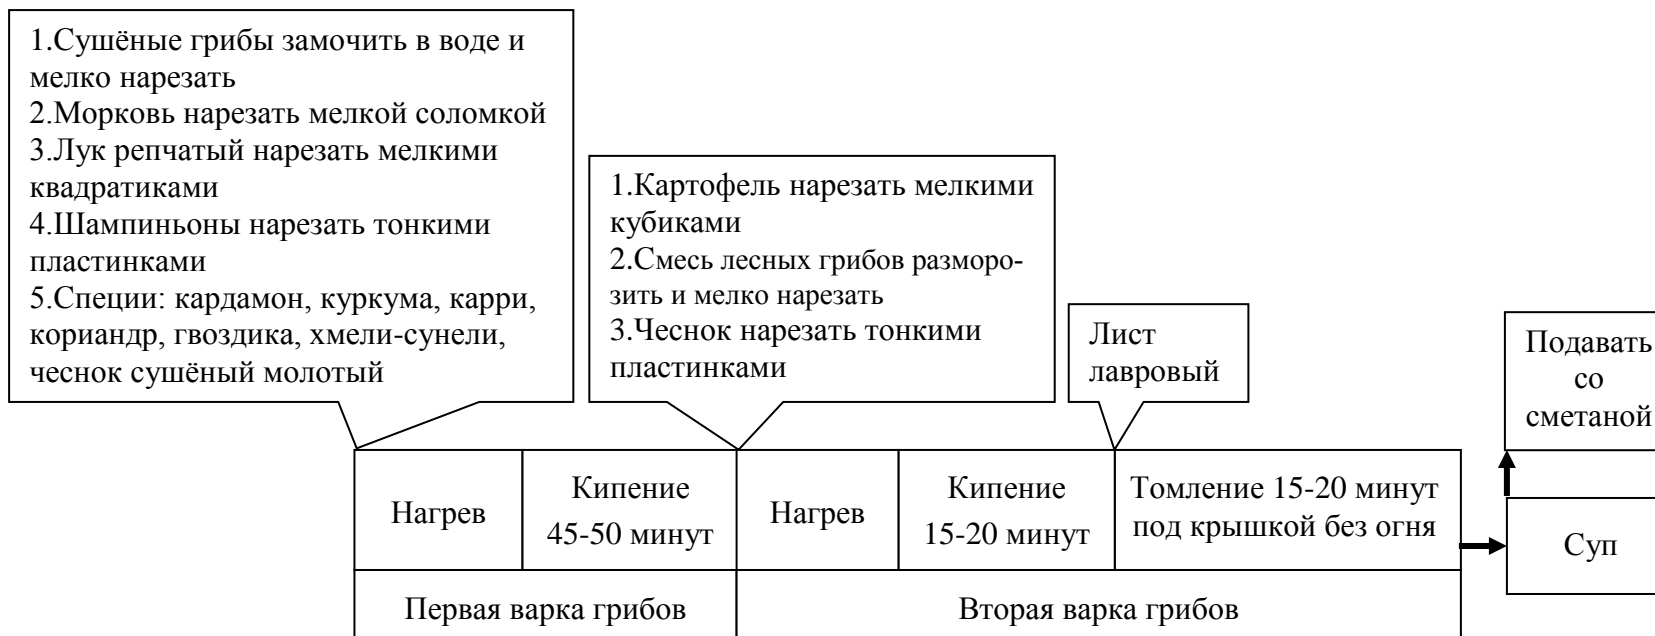 1.Сушёные грибы замочить в воде и
мелко нарезать
2.Морковь нарезать мелкой соломкой
3.Лук репчатый нарезать мелкими
квадратиками
4.Шампиньоны нарезать тонкими
пластинками
5.Специи: кардамон, куркума, карри,
кориандр, гвоздика, хмели-сунели,
чеснок сушёный молотый
1.Картофель нарезать мелкими
кубиками
2.Смесь лесных грибов разморо-
зить и мелко нарезать
3.Чеснок нарезать тонкими
пластинками
Лист
лавровый
Подавать
со
сметаной
Нагрев
Кипение
45-50 минут
Нагрев
Кипение
15-20 минут
Томление 15-20 минут
под крышкой без огня
Суп
Первая варка грибов
Вторая варка грибов